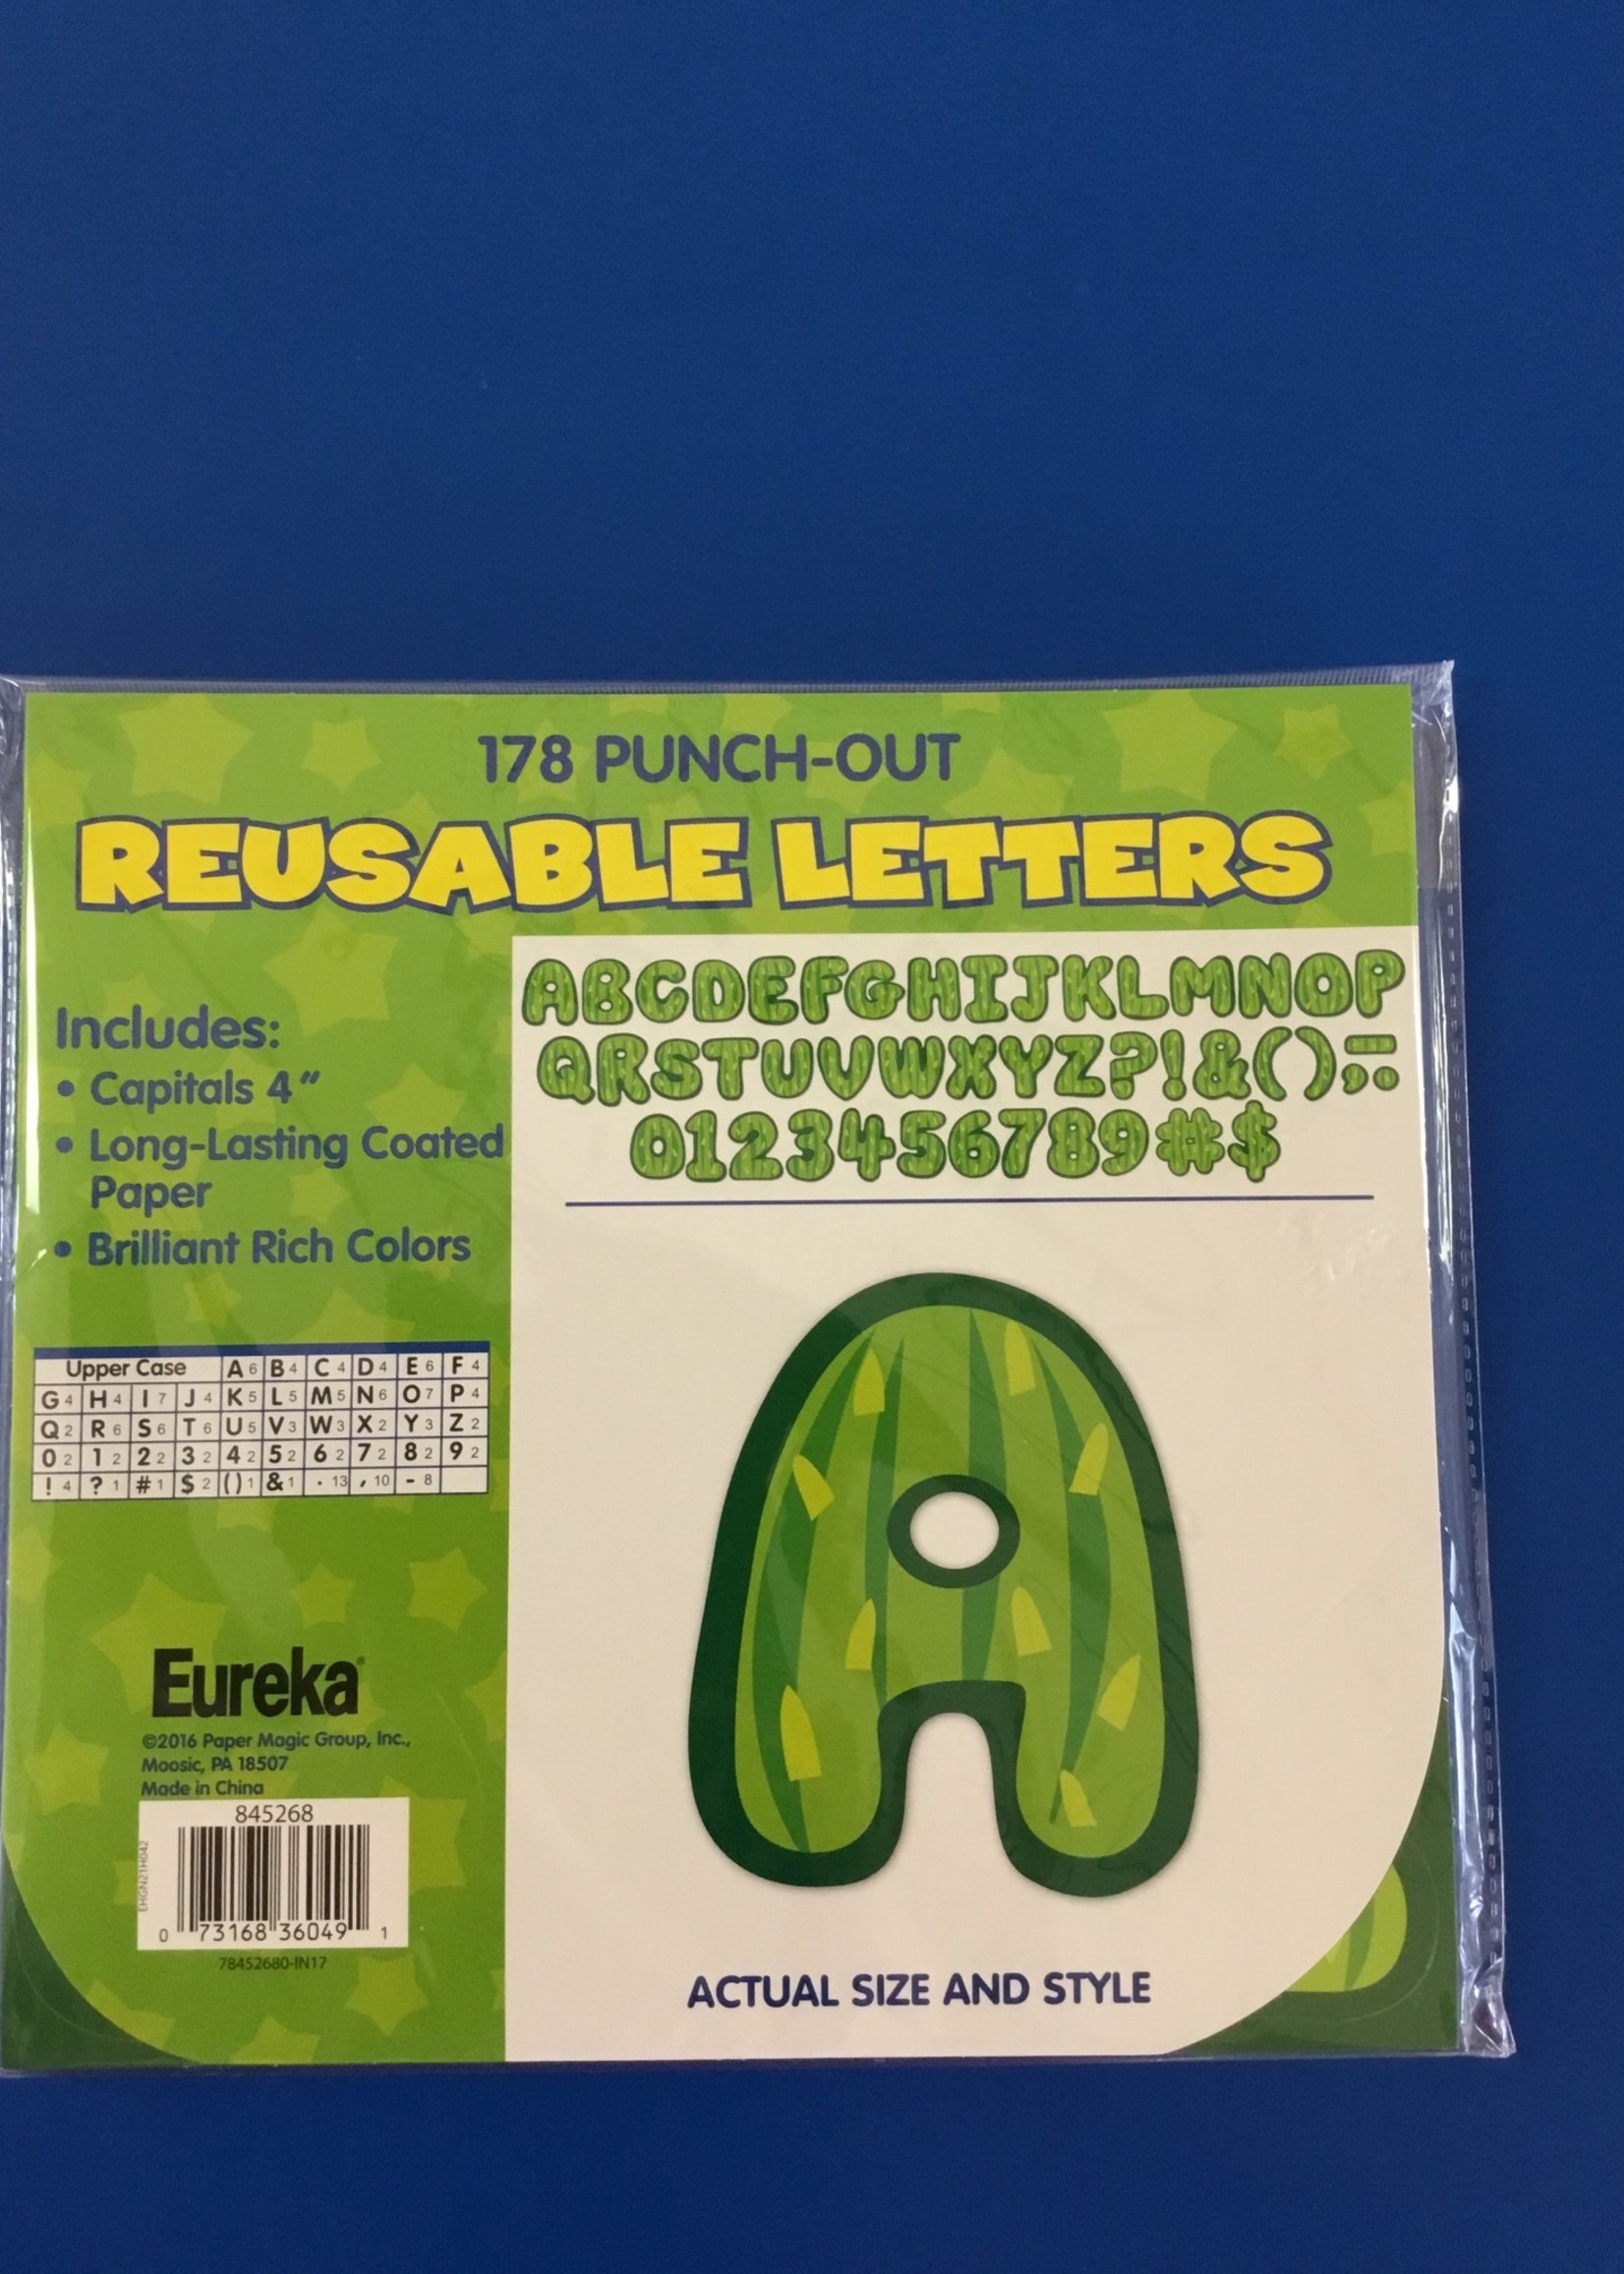 178 PUNCH-OUT
REUSABLE LETTERS
Includes:
• Capitals 4"
• Long-Lasting Coated
Paper
• Brilliant Rich Colors
ABCDEFGHIJKLMNOP
QRSTUVWXYZ?!&()-,.
0123456789#$
Upper Case A 6 B 4 C 4 D 4 E 6 F 4
G 4 H 4 I 7 J 4 K 5 L 5 M 5 N 6 O 7 P 4
Q 2 R 6 S 6 T 6 U 5 V 3 W 3 X 2 Y 3 Z 2
0 2 1 2 2 2 3 2 4 2 5 2 6 2 7 2 8 2 9 2
! 4 ? 1 # 1 $ 2 ( ) 1 & 1 . 13 , 10 - 8
A
Eureka®
©2016 Paper Magic Group, Inc.,
Moosic, PA 18507
Made in China
845268
EHGN21H042
0 73168 36049 1
78452680-IN17
ACTUAL SIZE AND STYLE